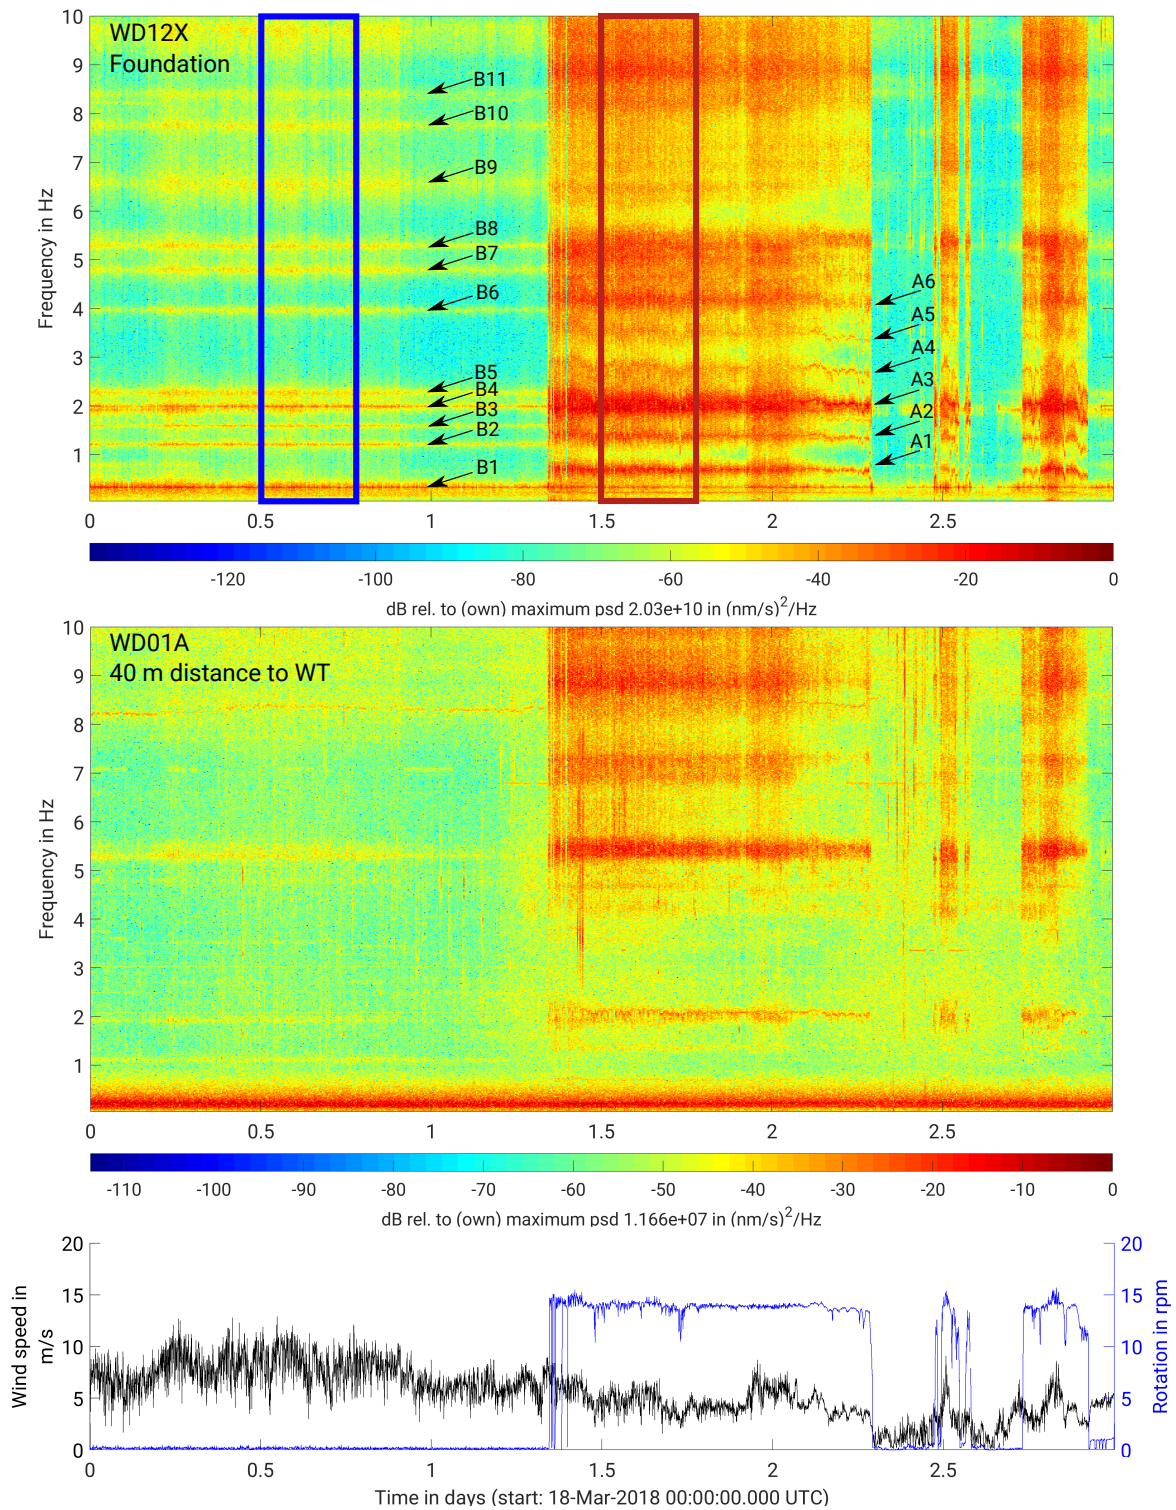 10
9
8
7
6
5
4
3
2
1
Frequency in Hz
WD12X
Foundation
B11
B10
B9
B8
B7
B6
B5
B4
B3
B2
B1
A6
A5
A4
A3
A2
A1
0 0.5 1 1.5 2 2.5
-120 -100 -80 -60 -40 -20 0
dB rel. to (own) maximum psd 2.03e+10 in (nm/s)²/Hz
10
9
8
7
6
5
4
3
2
1
Frequency in Hz
WD01A
40 m distance to WT
0 0.5 1 1.5 2 2.5
-110 -100 -90 -80 -70 -60 -50 -40 -30 -20 -10 0
dB rel. to (own) maximum psd 1.166e+07 in (nm/s)²/Hz
20
15
10
5
0
Wind speed in
m/s
20
15
10
5
0
Rotation in rpm
0 0.5 1 1.5 2 2.5
Time in days (start: 18-Mar-2018 00:00:00.000 UTC)